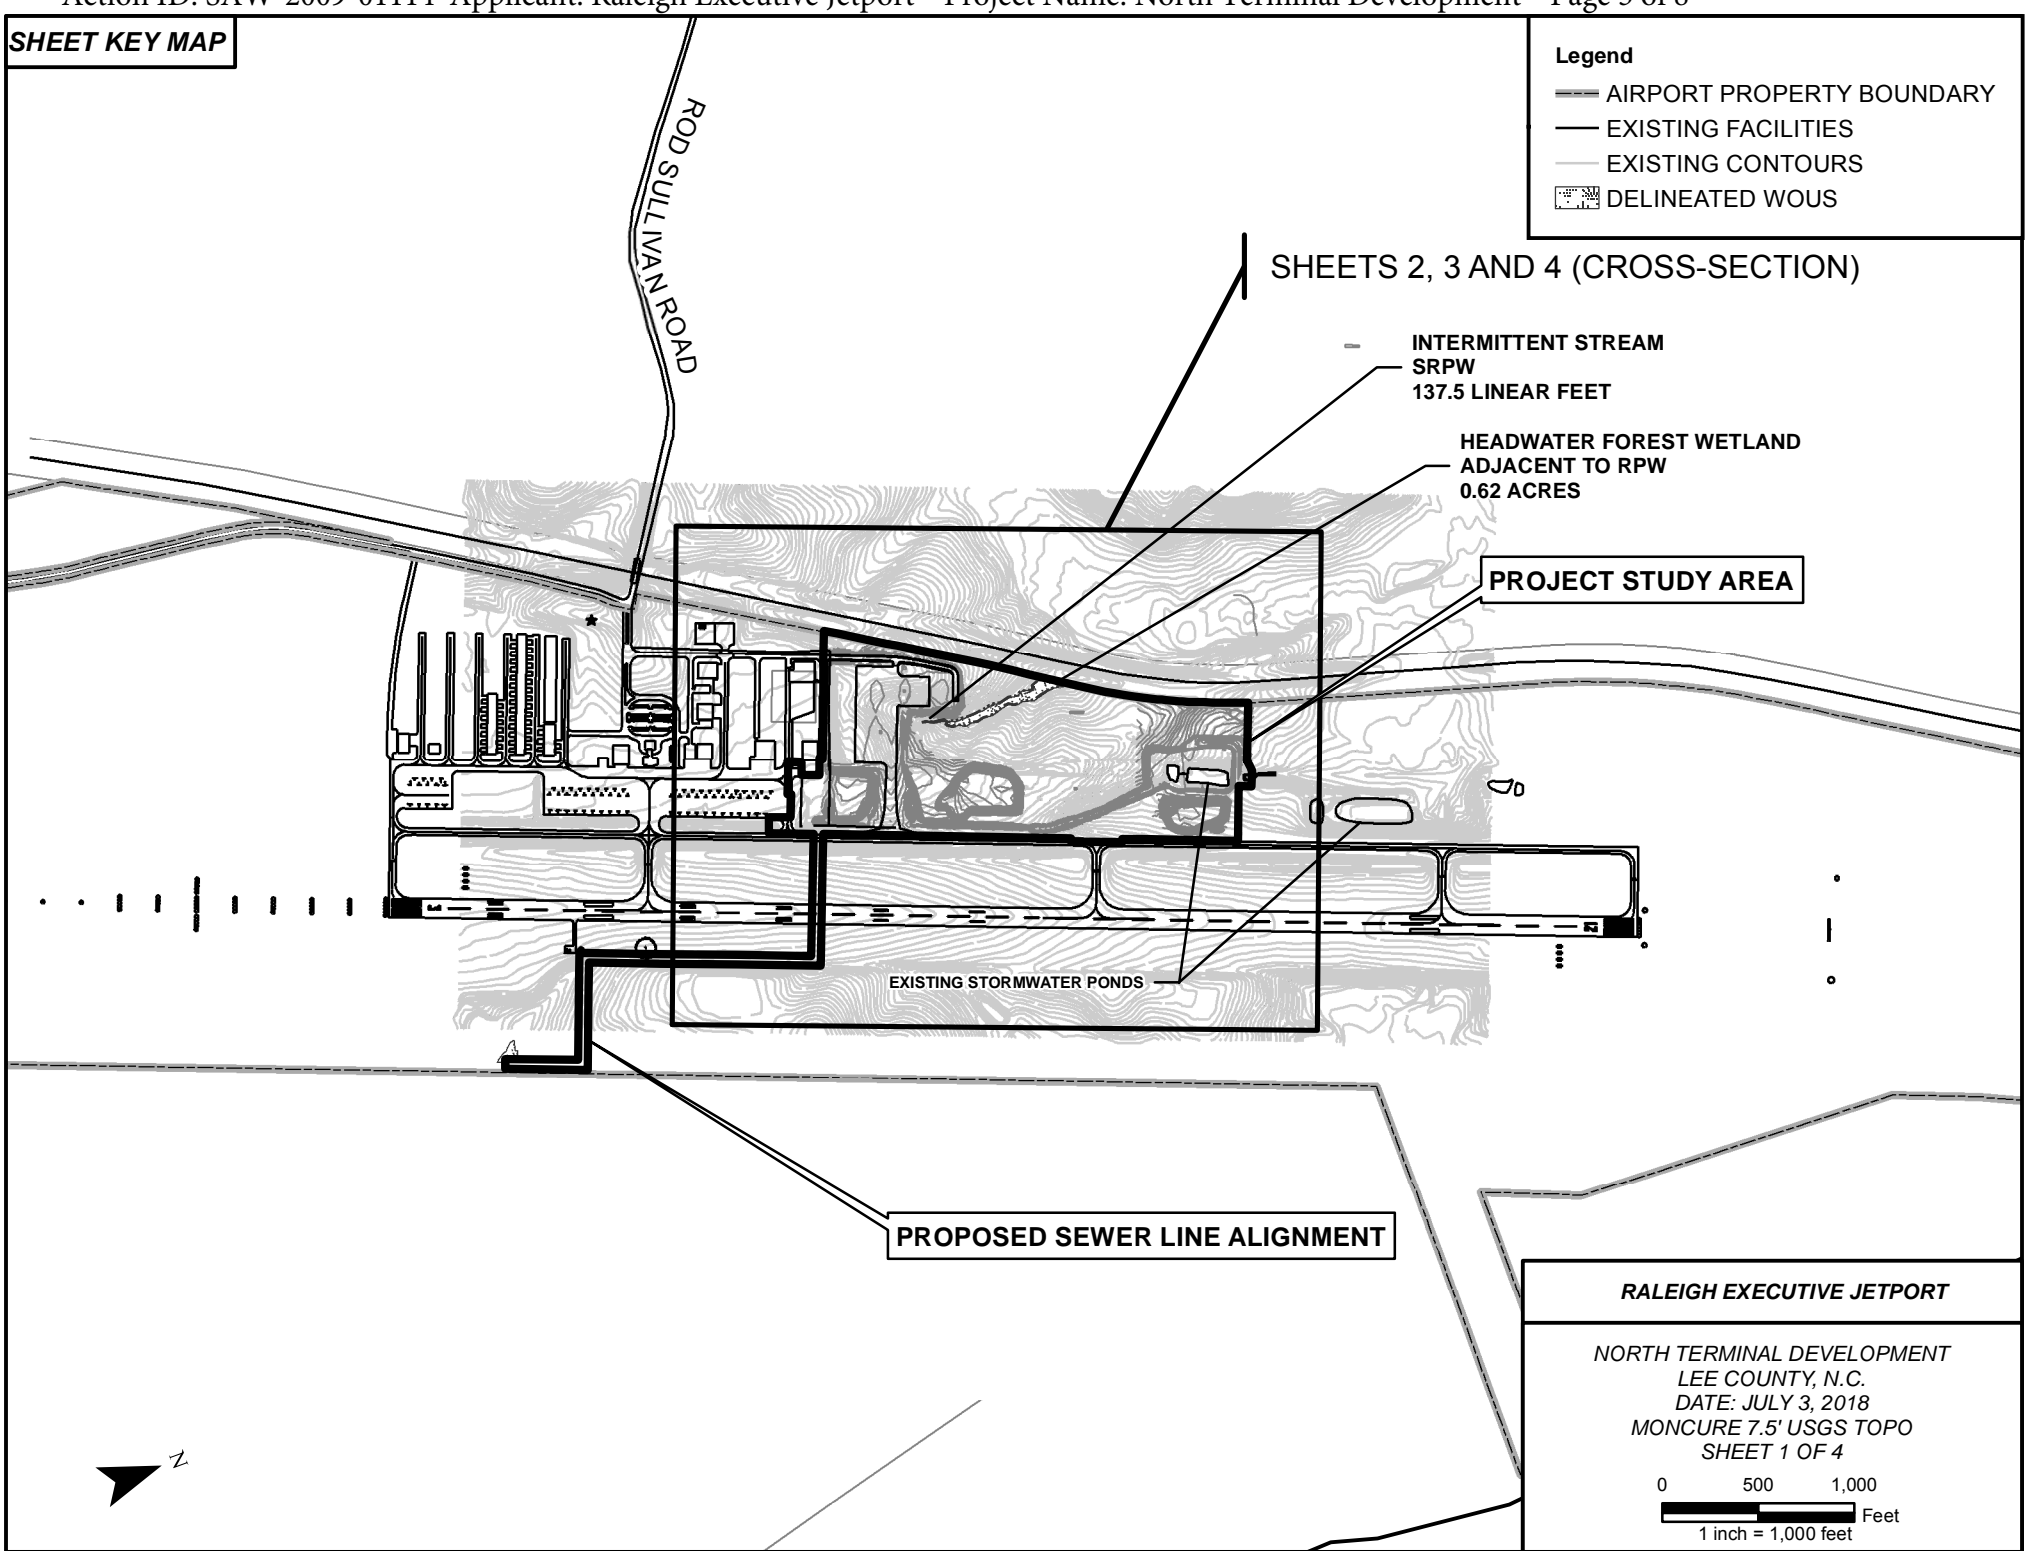 SHEET KEY MAP
Legend
AIRPORT PROPERTY BOUNDARY
EXISTING FACILITIES
EXISTING CONTOURS
DELINEATED WOUS
ROD SULLIVAN ROAD
SHEETS 2, 3 AND 4 (CROSS-SECTION)
INTERMITTENT STREAM
SRPW
137.5 LINEAR FEET
HEADWATER FOREST WETLAND
ADJACENT TO RPW
0.62 ACRES
PROJECT STUDY AREA
EXISTING STORMWATER PONDS
PROPOSED SEWER LINE ALIGNMENT
N
RALEIGH EXECUTIVE JETPORT
NORTH TERMINAL DEVELOPMENT
LEE COUNTY, N.C.
DATE: JULY 3, 2018
MONCURE 7.5' USGS TOPO
SHEET 1 OF 4
0 500 1,000
Feet
1 inch = 1,000 feet